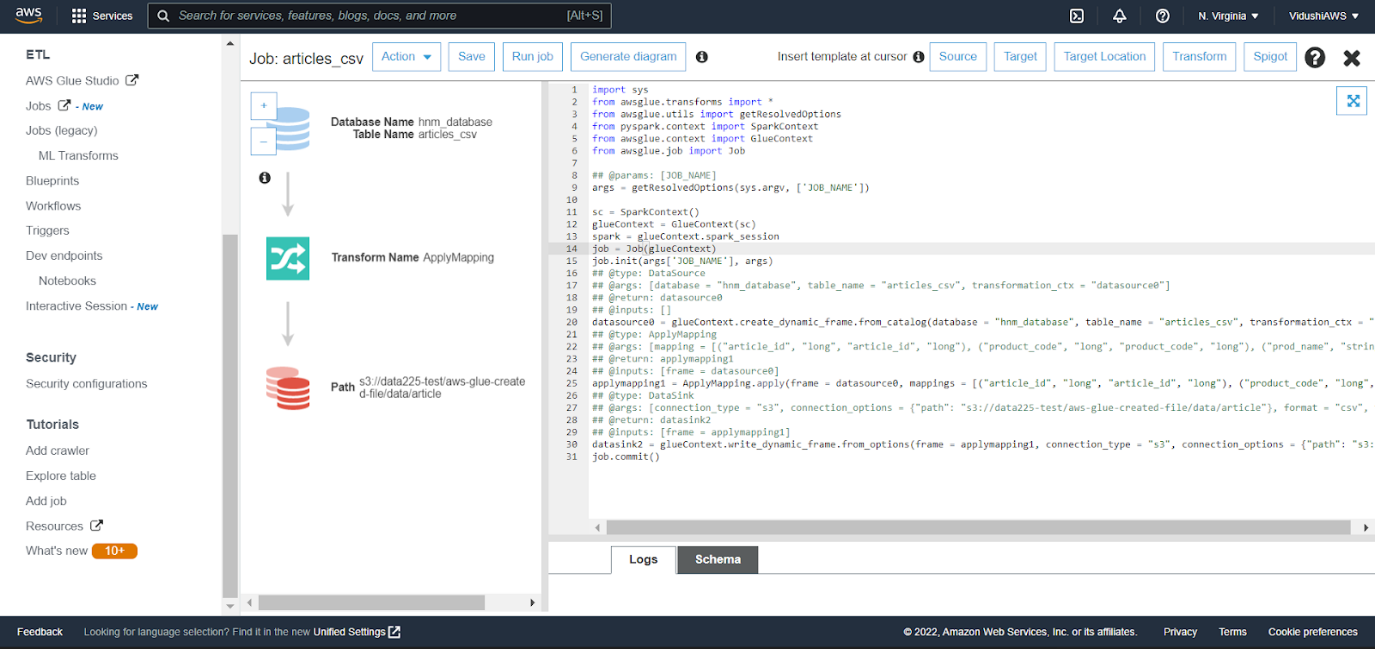 aws
Services
Search for services, features, blogs, docs, and more
[Alt+S]
N. Virginia
VidushiAWS
ETL
AWS Glue Studio
Jobs - New
Jobs (legacy)
ML Transforms
Blueprints
Workflows
Triggers
Dev endpoints
Notebooks
Interactive Session - New
Security
Security configurations
Tutorials
Add crawler
Explore table
Add job
Resources
What's new 10+
Job: articles_csv
Action
Save
Run job
Generate diagram
Insert template at cursor
Source
Target
Target Location
Transform
Spigot
Database Name hnm_database
Table Name articles_csv
Transform Name ApplyMapping
Path s3://data225-test/aws-glue-create
d-file/data/article
1 import sys
2 from awsglue.transforms import *
3 from awsglue.utils import getResolvedOptions
4 from pyspark.context import SparkContext
5 from awsglue.context import GlueContext
6 from awsglue.job import Job
7
8 ## @params: [JOB_NAME]
9 args = getResolvedOptions(sys.argv, ['JOB_NAME'])
10
11 sc = SparkContext()
12 glueContext = GlueContext(sc)
13 spark = glueContext.spark_session
14 job = Job(glueContext)
15 job.init(args['JOB_NAME'], args)
16 ## @type: DataSource
17 ## @args: [database = "hnm_database", table_name = "articles_csv", transformation_ctx = "datasource0"]
18 ## @return: datasource0
19 ## @inputs: []
20 datasource0 = glueContext.create_dynamic_frame.from_catalog(database = "hnm_database", table_name = "articles_csv", transformation_ctx = "
21 ## @type: ApplyMapping
22 ## @args: [mapping = [("article_id", "long", "article_id", "long"), ("product_code", "long", "product_code", "long"), ("prod_name", "strin
23 ## @return: applymapping1
24 ## @inputs: [frame = datasource0]
25 applymapping1 = ApplyMapping.apply(frame = datasource0, mappings = [("article_id", "long", "article_id", "long"), ("product_code", "long",
26 ## @type: DataSink
27 ## @args: [connection_type = "s3", connection_options = {"path": "s3://data225-test/aws-glue-created-file/data/article"}, format = "csv",
28 ## @return: datasink2
29 ## @inputs: [frame = applymapping1]
30 datasink2 = glueContext.write_dynamic_frame.from_options(frame = applymapping1, connection_type = "s3", connection_options = {"path": "s3:
31 job.commit()
Logs
Schema
Feedback
Looking for language selection? Find it in the new Unified Settings
© 2022, Amazon Web Services, Inc. or its affiliates.
Privacy
Terms
Cookie preferences